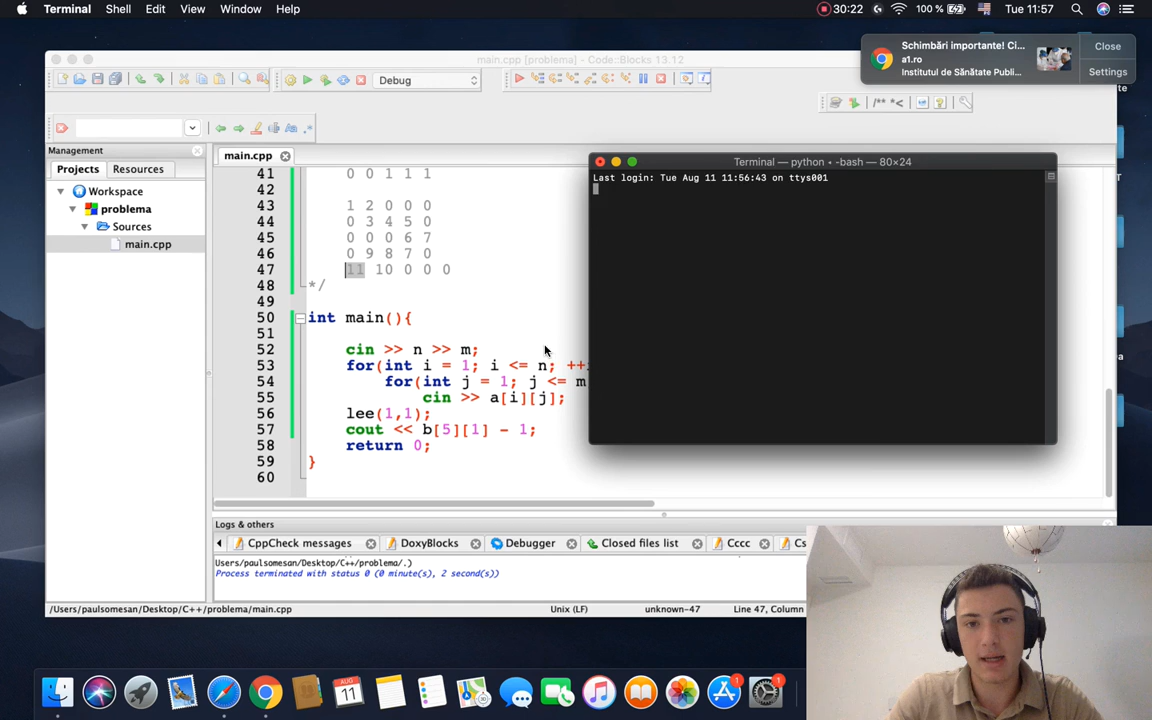 Terminal Shell Edit View Window Help 30:22 100 % Tue 11:57
main.cpp [problema] - Code::Blocks 13.12
Schimbări importante! Ci...
a1.ro
Institutul de Sănătate Publi...
Close
Settings
Debug
/** *<
Management
Projects Resources
Workspace
problema
Sources
main.cpp
main.cpp
41 0 0 1 1 1
42
43 1 2 0 0 0
44 0 3 4 5 0
45 0 0 0 6 7
46 0 9 8 7 0
47 11 10 0 0 0
48 */
49
50 int main(){
51
52 cin >> n >> m;
53 for(int i = 1; i <= n; ++i
54 for(int j = 1; j <= m
55 cin >> a[i][j];
56 lee(1,1);
57 cout << b[5][1] - 1;
58 return 0;
59 }
60
Terminal — python ‹ -bash — 80×24
Last login: Tue Aug 11 11:56:43 on ttys001
Logs & others
CppCheck messages DoxyBlocks Debugger Closed files list Cccc Cs
Users/paulsomesan/Desktop/C++/problema/.)
Process terminated with status 0 (0 minute(s), 2 second(s))
/Users/paulsomesan/Desktop/C++/problema/main.cpp Unix (LF) unknown-47 Line 47, Column
AUG
11
1
1